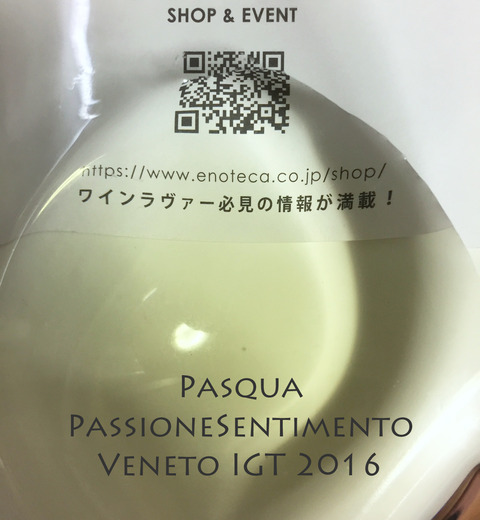 SHOP & EVENT
https://www.enoteca.co.jp/shop/
ワインラヴァー必見の情報が満載！
Pasqua
PassioneSentimento
Veneto IGT 2016